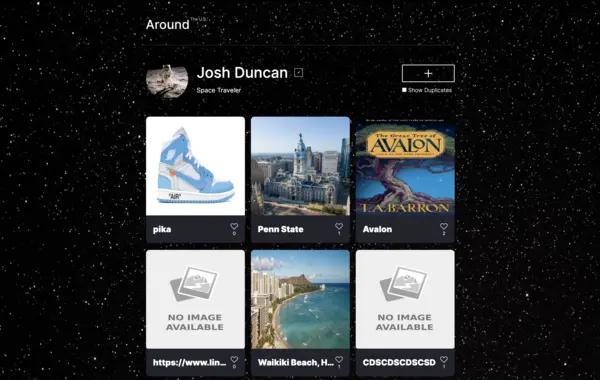 Around
The U.S.
Josh Duncan
Space Traveler
+
Show Duplicates
"AIR"
The Great Tree of
AVALON
T.A. BARRON
pika
0
Penn State
1
Avalon
2
NO IMAGE
AVAILABLE
NO IMAGE
AVAILABLE
https://www.lin...
0
Waikiki Beach, H...
1
CDSCDSCDSCSD
1